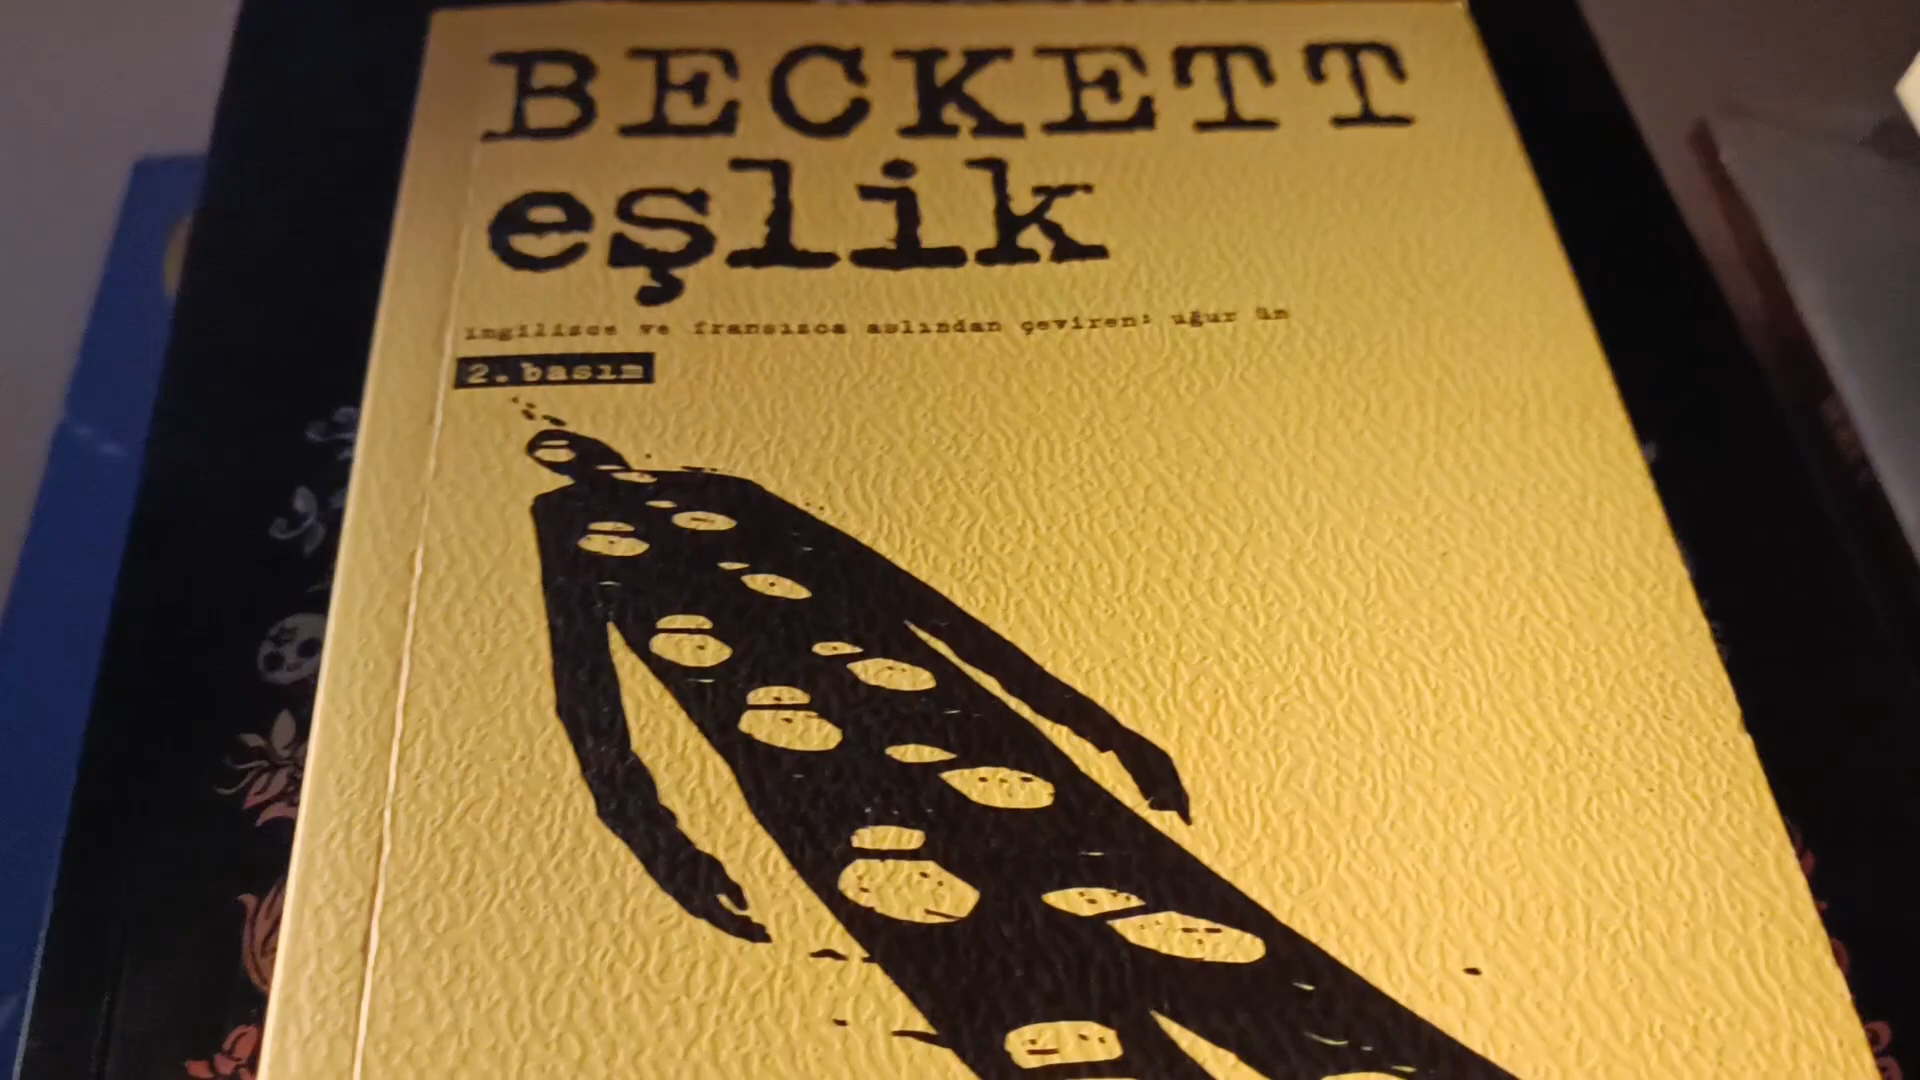 BECKETT
eşlik
ingilizce ve fransızca aslından çeviren: uğur ün
2. basım